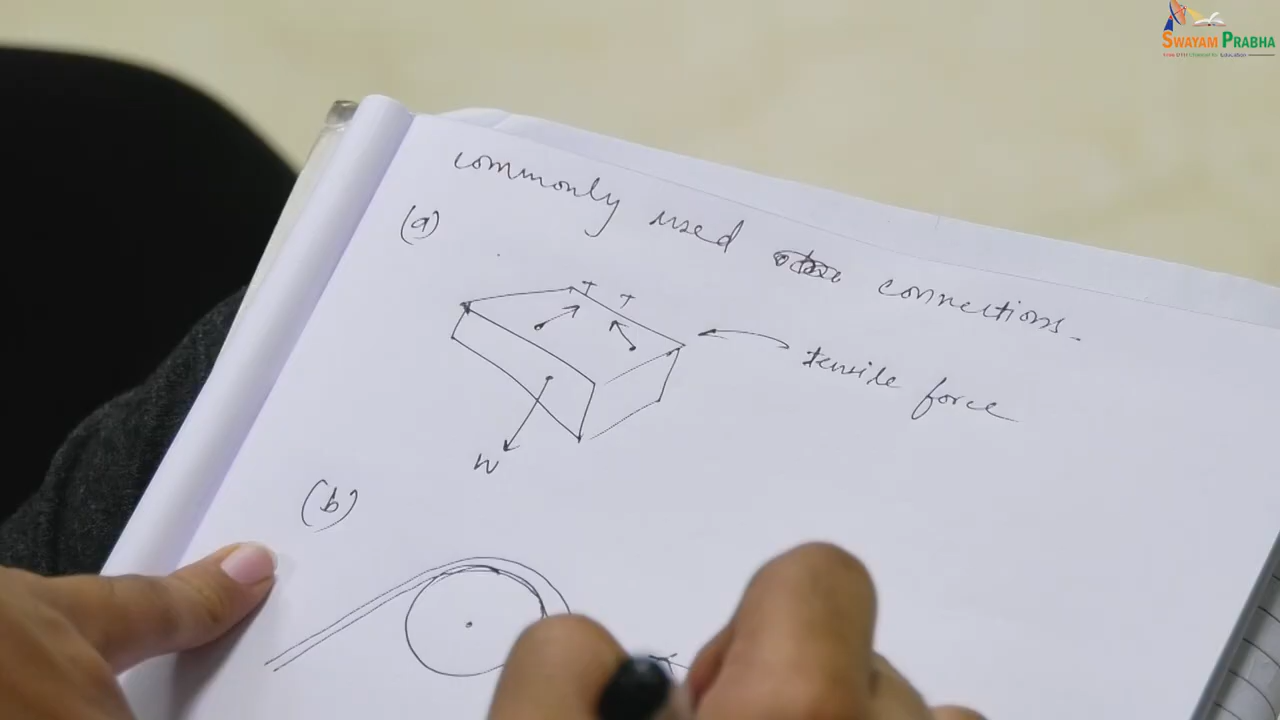 SWAYAM PRABHA
commonly used connections.
(a)
T T
tensile force
W
(b)